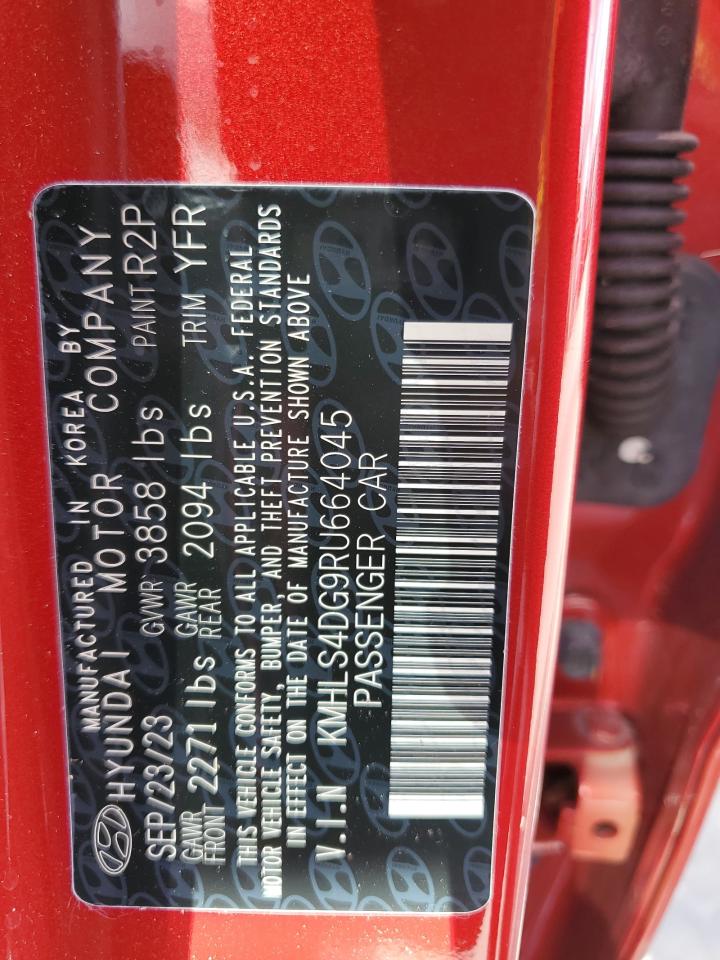 MANUFACTURED IN KOREA BY
HYUNDAI MOTOR COMPANY
SEP/23/23 GVWR 3858 lbs PAINT R2P
GAWR FRONT 2271 lbs GAWR REAR 2094 lbs TRIM YFR
THIS VEHICLE CONFORMS TO ALL APPLICABLE U.S.A. FEDERAL
MOTOR VEHICLE SAFETY, BUMPER, AND THEFT PREVENTION STANDARDS
IN EFFECT ON THE DATE OF MANUFACTURE SHOWN ABOVE
V.I.N KMHLS4DG9RU664045
PASSENGER CAR